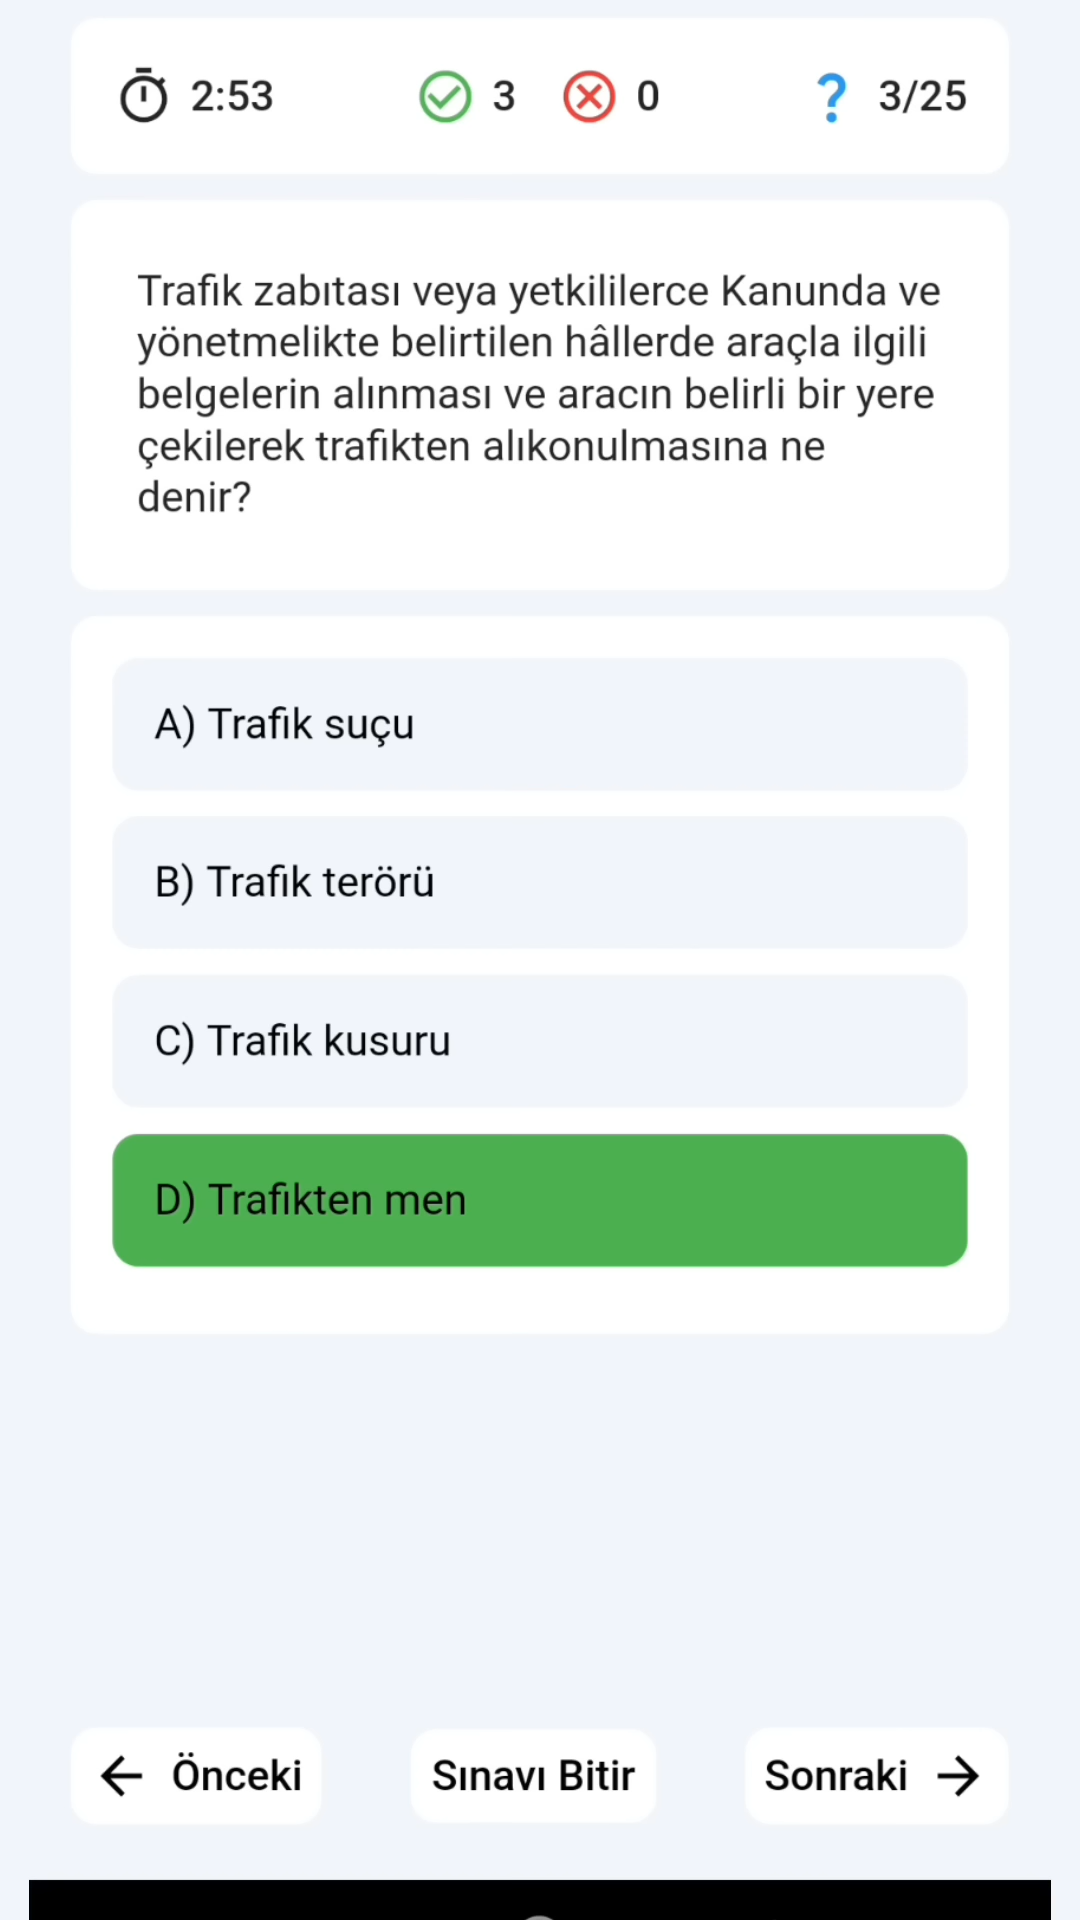 2:53 3 0 ? 3/25
Trafik zabıtası veya yetkililerce Kanunda ve
yönetmelikte belirtilen hâllerde araçla ilgili
belgelerin alınması ve aracın belirli bir yere
çekilerek trafikten alıkonulmasına ne
denir?
A) Trafik suçu
B) Trafik terörü
C) Trafik kusuru
D) Trafikten men
← Önceki Sınavı Bitir Sonraki →